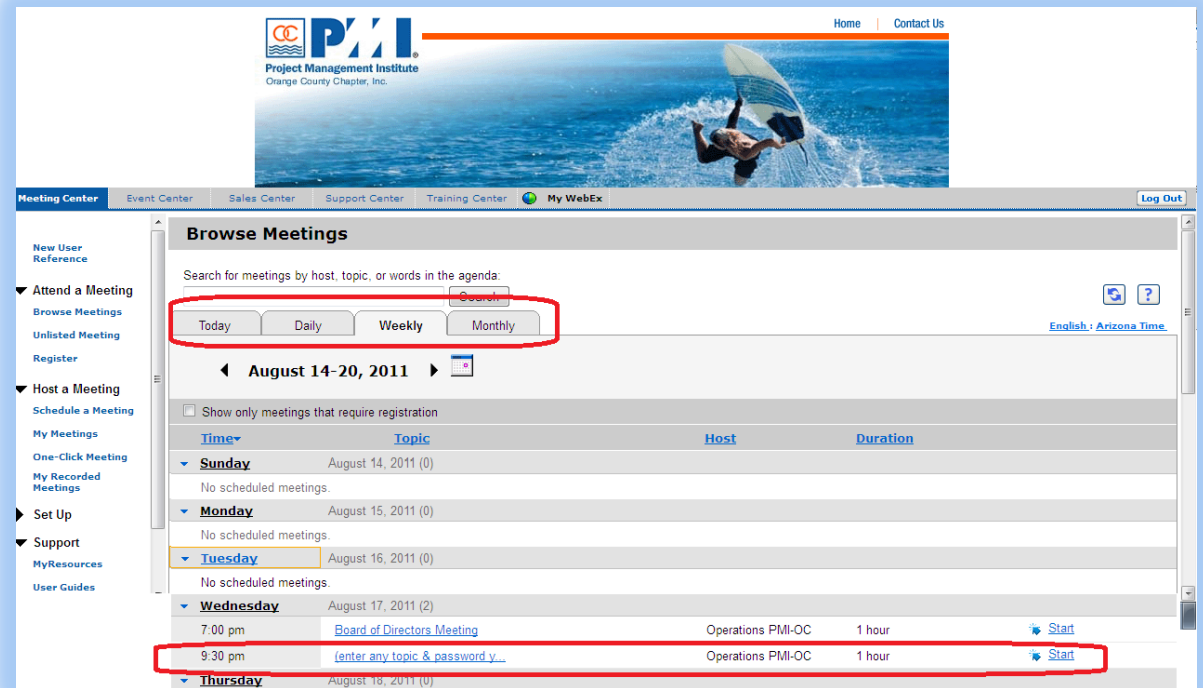 Home | Contact Us
OC PMI®
Project Management Institute
Orange County Chapter, Inc.
Meeting Center Event Center Sales Center Support Center Training Center My WebEx Log Out
New User
Reference
Attend a Meeting
Browse Meetings
Unlisted Meeting
Register
Host a Meeting
Schedule a Meeting
My Meetings
One-Click Meeting
My Recorded
Meetings
Set Up
Support
MyResources
User Guides
Browse Meetings
Search for meetings by host, topic, or words in the agenda:
Search
?
Today Daily Weekly Monthly
English : Arizona Time
August 14-20, 2011
Show only meetings that require registration
Time Topic Host Duration
Sunday August 14, 2011 (0)
No scheduled meetings.
Monday August 15, 2011 (0)
No scheduled meetings.
Tuesday August 16, 2011 (0)
No scheduled meetings.
Wednesday August 17, 2011 (2)
7:00 pm Board of Directors Meeting Operations PMI-OC 1 hour Start
9:30 pm (enter any topic & password y... Operations PMI-OC 1 hour Start
Thursday August 18, 2011 (0)